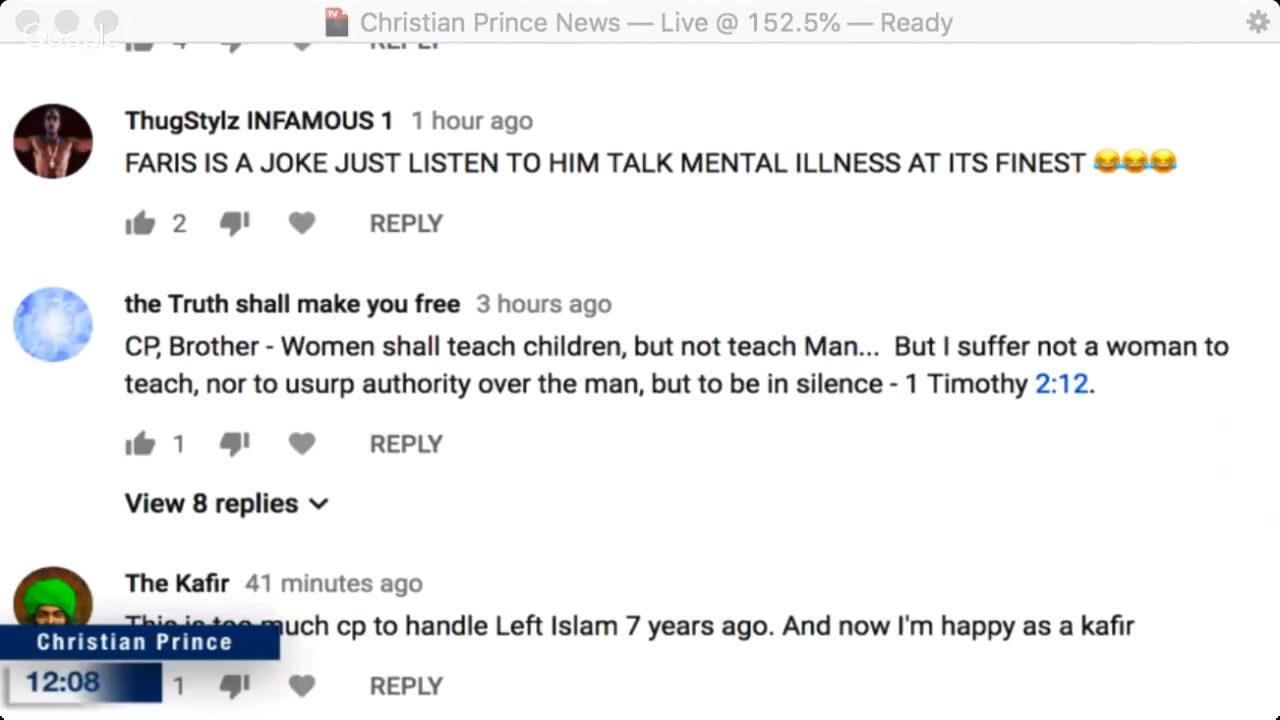 Christian Prince News — Live @ 152.5% — Ready
Google
4 REPLY
ThugStylz INFAMOUS 1 1 hour ago
FARIS IS A JOKE JUST LISTEN TO HIM TALK MENTAL ILLNESS AT ITS FINEST 😂😂😂
2 REPLY
the Truth shall make you free 3 hours ago
CP, Brother - Women shall teach children, but not teach Man... But I suffer not a woman to
teach, nor to usurp authority over the man, but to be in silence - 1 Timothy 2:12.
1 REPLY
View 8 replies
The Kafir 41 minutes ago
This is too much cp to handle Left Islam 7 years ago. And now I'm happy as a kafir
Christian Prince
12:08
1 REPLY